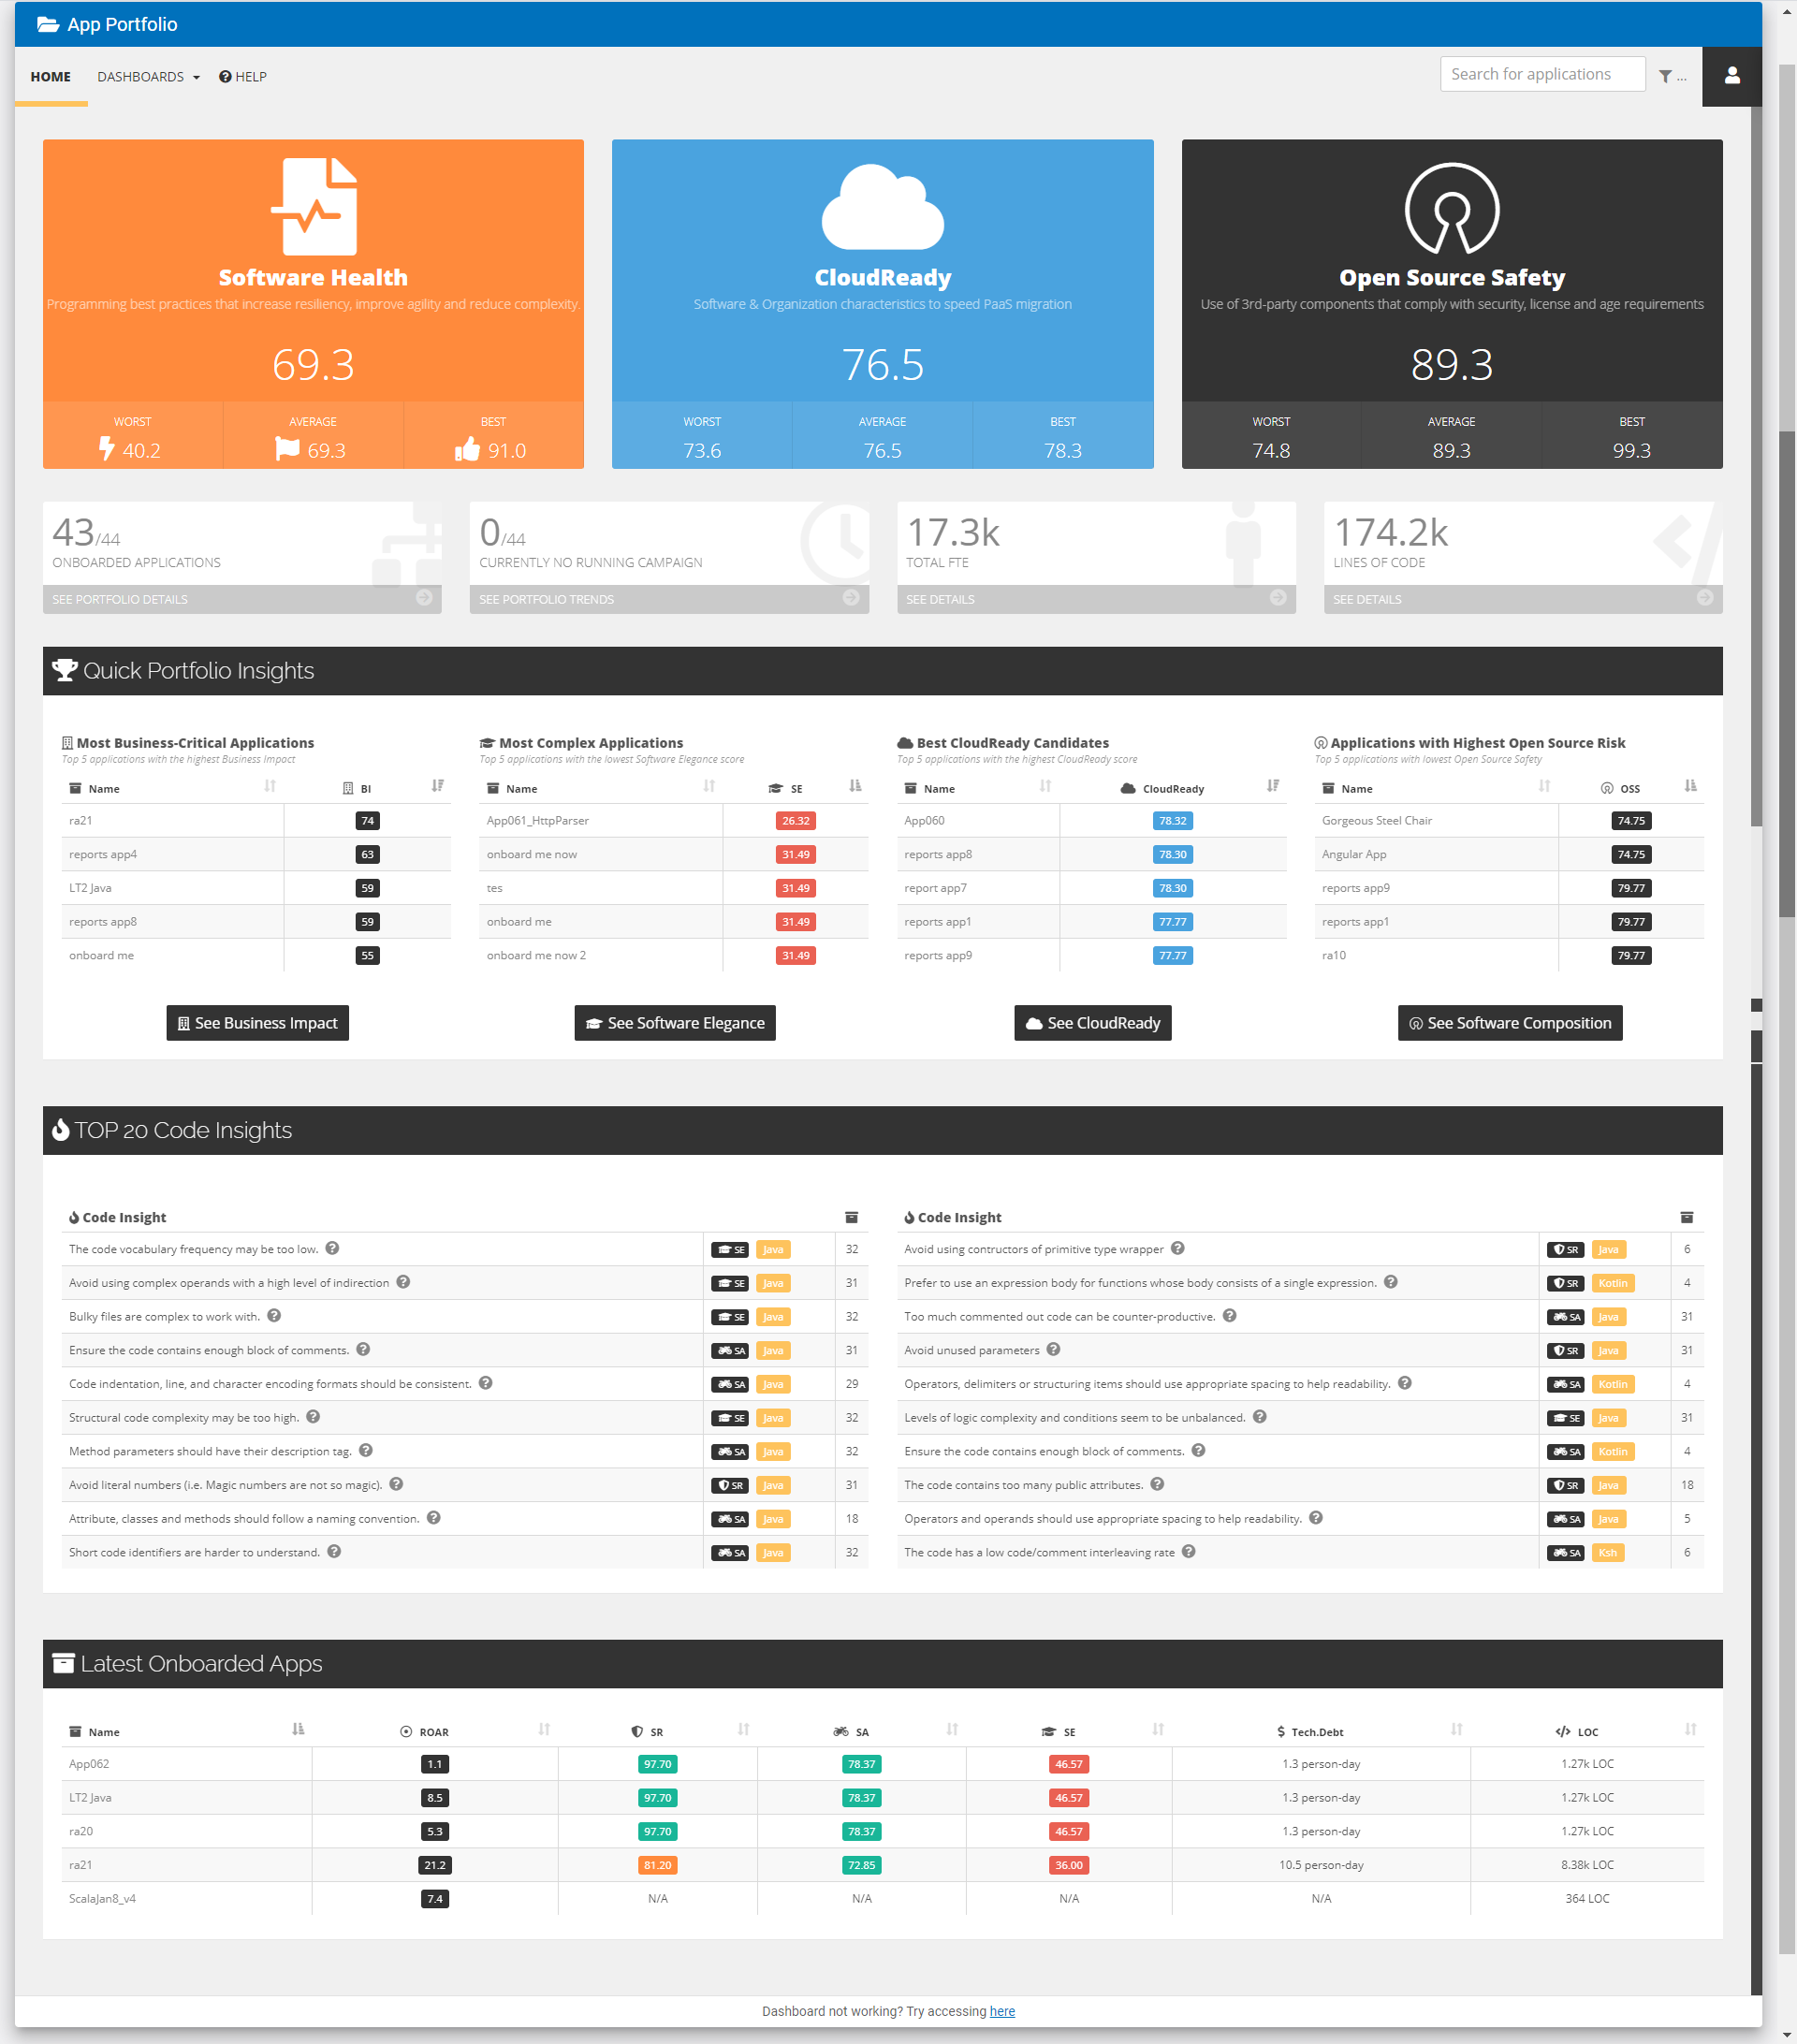 App Portfolio
HOME DASHBOARDS HELP
Search for applications ...
Software Health
Programming best practices that increase resiliency, improve agility and reduce complexity.
69.3
WORST AVERAGE BEST
40.2 69.3 91.0
CloudReady
Software & Organization characteristics to speed PaaS migration
76.5
WORST AVERAGE BEST
73.6 76.5 78.3
Open Source Safety
Use of 3rd-party components that comply with security, license and age requirements
89.3
WORST AVERAGE BEST
74.8 89.3 99.3
43/44
ONBOARDED APPLICATIONS
SEE PORTFOLIO DETAILS
0/44
CURRENTLY NO RUNNING CAMPAIGN
SEE PORTFOLIO TRENDS
17.3k
TOTAL FTE
SEE DETAILS
174.2k
LINES OF CODE
SEE DETAILS
Quick Portfolio Insights
Most Business-Critical Applications
Top 5 applications with the highest Business Impact
Name BI
ra21 74
reports app4 63
LT2 Java 59
reports app8 59
onboard me 55
See Business Impact
Most Complex Applications
Top 5 applications with the lowest Software Elegance score
Name SE
App061_HttpParser 26.32
onboard me now 31.49
tes 31.49
onboard me 31.49
onboard me now 2 31.49
See Software Elegance
Best CloudReady Candidates
Top 5 applications with the highest CloudReady score
Name CloudReady
App060 78.32
reports app8 78.30
report app7 78.30
reports app1 77.77
reports app9 77.77
See CloudReady
Applications with Highest Open Source Risk
Top 5 applications with lowest Open Source Safety
Name OSS
Gorgeous Steel Chair 74.75
Angular App 74.75
reports app9 79.77
reports app1 79.77
ra10 79.77
See Software Composition
TOP 20 Code Insights
Code Insight
The code vocabulary frequency may be too low. SE Java 32
Avoid using complex operands with a high level of indirection SE Java 31
Bulky files are complex to work with. SE Java 32
Ensure the code contains enough block of comments. SA Java 31
Code indentation, line, and character encoding formats should be consistent. SA Java 29
Structural code complexity may be too high. SE Java 32
Method parameters should have their description tag. SA Java 32
Avoid literal numbers (i.e. Magic numbers are not so magic). SR Java 31
Attribute, classes and methods should follow a naming convention. SA Java 18
Short code identifiers are harder to understand. SA Java 32
Code Insight
Avoid using contructors of primitive type wrapper SR Java 6
Prefer to use an expression body for functions whose body consists of a single expression. SR Kotlin 4
Too much commented out code can be counter-productive. SA Java 31
Avoid unused parameters SR Java 31
Operators, delimiters or structuring items should use appropriate spacing to help readability. SA Kotlin 4
Levels of logic complexity and conditions seem to be unbalanced. SE Java 31
Ensure the code contains enough block of comments. SA Kotlin 4
The code contains too many public attributes. SR Java 18
Operators and operands should use appropriate spacing to help readability. SA Java 5
The code has a low code/comment interleaving rate SA Ksh 6
Latest Onboarded Apps
Name ROAR SR SA SE Tech.Debt LOC
App062 1.1 97.70 78.37 46.57 1.3 person-day 1.27k LOC
LT2 Java 8.5 97.70 78.37 46.57 1.3 person-day 1.27k LOC
ra20 5.3 97.70 78.37 46.57 1.3 person-day 1.27k LOC
ra21 21.2 81.20 72.85 36.00 10.5 person-day 8.38k LOC
ScalaJan8_v4 7.4 N/A N/A N/A N/A 364 LOC
Dashboard not working? Try accessing here